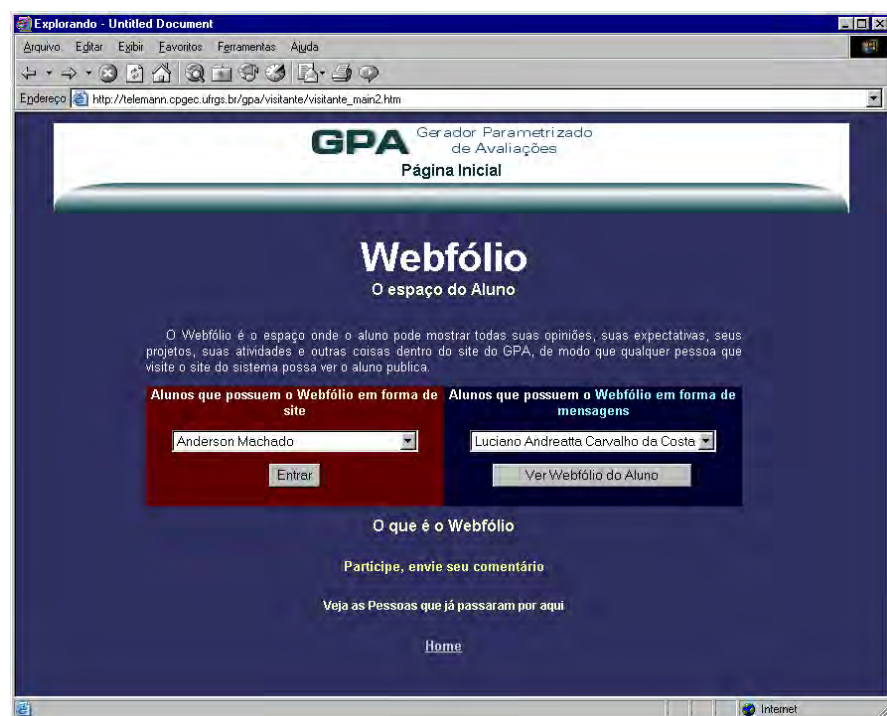 Explorando - Untitled Document
Arquivo Editar Exibir Favoritos Ferramentas Ajuda
Endereço http://telemann.cpgec.ufrgs.br/gpa/visitante/visitante_main2.htm
GPA Gerador Parametrizado
de Avaliações
Página Inicial
Webfólio
O espaço do Aluno
O Webfólio é o espaço onde o aluno pode mostrar todas suas opiniões, suas expectativas, seus
projetos, suas atividades e outras coisas dentro do site do GPA, de modo que qualquer pessoa que
visite o site do sistema possa ver o aluno publica.
Alunos que possuem o Webfólio em forma de
site
Anderson Machado
Entrar
Alunos que possuem o Webfólio em forma de
mensagens
Luciano Andreatta Carvalho da Costa
Ver Webfólio do Aluno
O que é o Webfólio
Participe, envie seu comentário
Veja as Pessoas que já passaram por aqui
Home
Internet